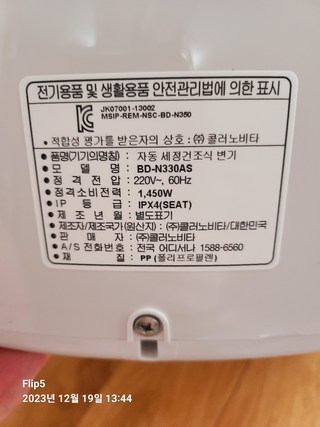 전기용품 및 생활용품 안전관리법에 의한 표시
JK07001-13002
MSIP-REM-NSC-BD-N350
• 적합성 평가를 받은자의 상호 : ㈜ 콜러노비타
• 품명(기기의명칭) : 자동 세정건조식 변기
• 모 델 명 : BD-N330AS
• 정 격 전 압 : 220V~, 60Hz
• 정격소비전력 : 1,450W
• IP 등 급 : IPX4(SEAT)
• 제 조 년 월 : 별도표기
• 제조자/제조국가(원산지) : ㈜콜러노비타/대한민국
• 판 매 자 : ㈜콜러노비타
• A/S 전화번호 : 전국 어디서나 1588-6560
• 재 질 : PP (폴리프로필렌)
Flip5
2023년 12월 19일 13:44